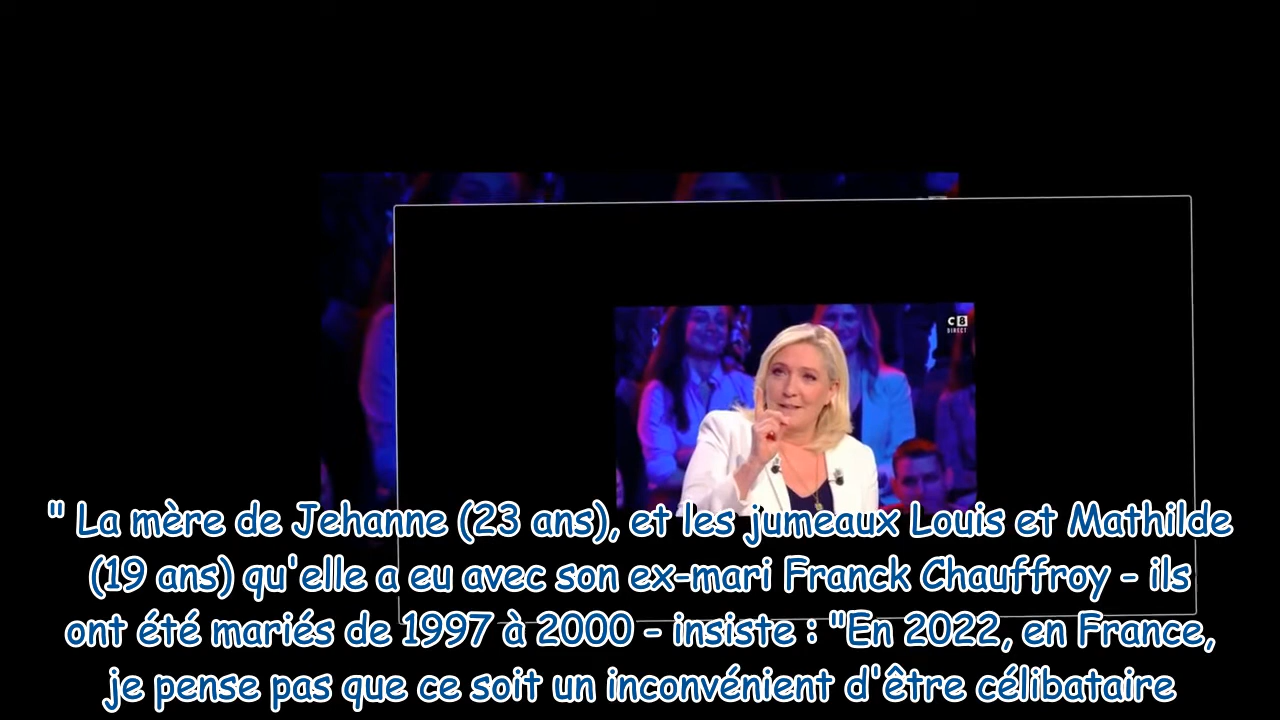 C8
DIRECT
" La mère de Jehanne (23 ans), et les jumeaux Louis et Mathilde
(19 ans) qu'elle a eu avec son ex-mari Franck Chauffroy - ils
ont été mariés de 1997 à 2000 - insiste : "En 2022, en France,
je pense pas que ce soit un inconvénient d'être célibataire